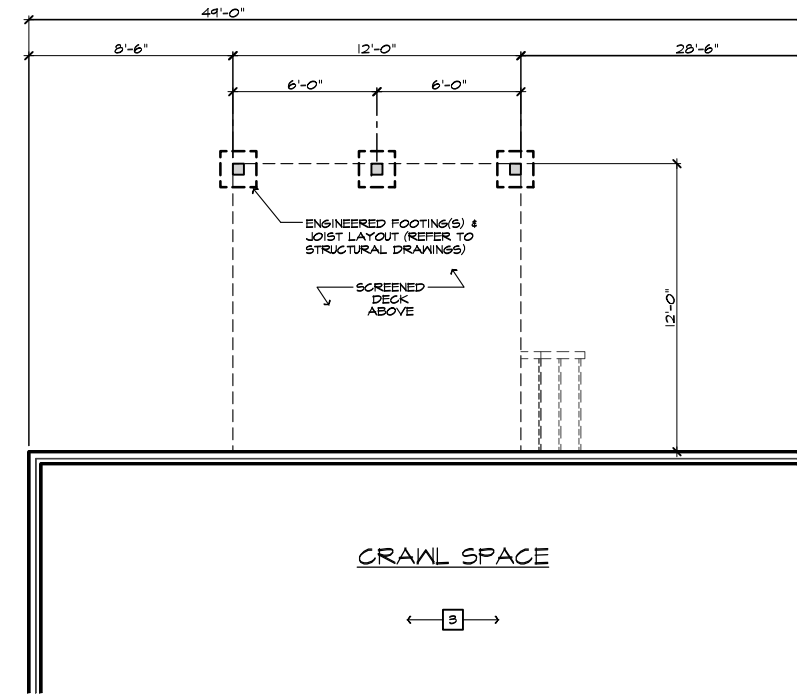 49'-0"
8'-6"
12'-0"
28'-6"
6'-0"
6'-0"
ENGINEERED FOOTING(S) &
JOIST LAYOUT (REFER TO
STRUCTURAL DRAWINGS)
SCREENED
DECK
ABOVE
12'-0"
CRAWL SPACE
3